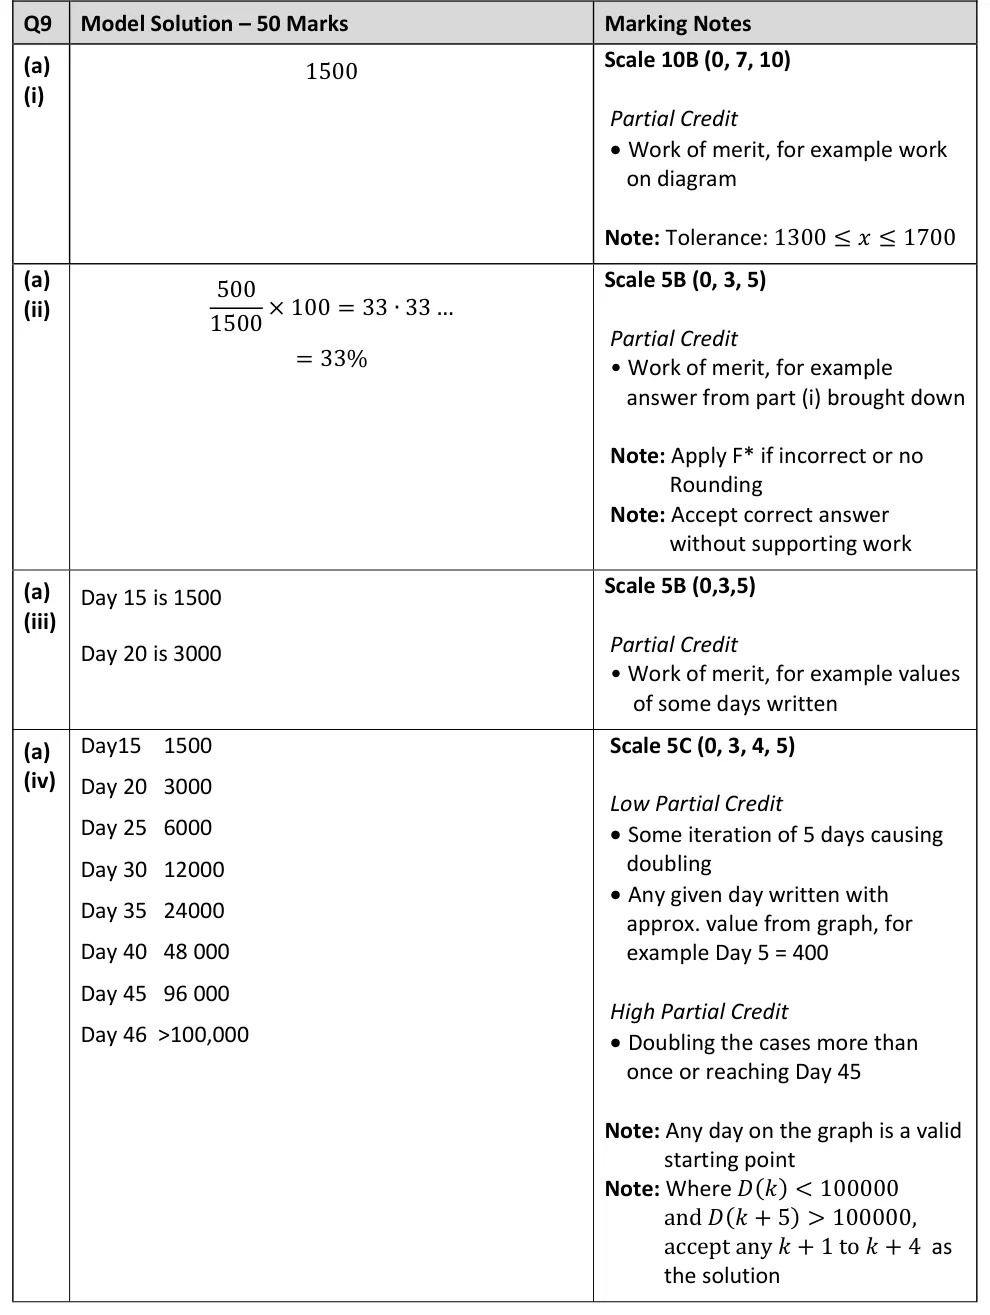 Q9 Model Solution – 50 Marks Marking Notes
(a)
(i)
1500
Scale 10B (0, 7, 10)
Partial Credit
• Work of merit, for example work
on diagram
Note: Tolerance: 1300 ≤ x ≤ 1700
(a)
(ii)
500
1500
× 100 = 33 · 33 …
= 33%
Scale 5B (0, 3, 5)
Partial Credit
• Work of merit, for example
answer from part (i) brought down
Note: Apply F* if incorrect or no
Rounding
Note: Accept correct answer
without supporting work
(a)
(iii)
Day 15 is 1500
Day 20 is 3000
Scale 5B (0,3,5)
Partial Credit
• Work of merit, for example values
of some days written
(a)
(iv)
Day15 1500
Day 20 3000
Day 25 6000
Day 30 12000
Day 35 24000
Day 40 48 000
Day 45 96 000
Day 46 >100,000
Scale 5C (0, 3, 4, 5)
Low Partial Credit
• Some iteration of 5 days causing
doubling
• Any given day written with
approx. value from graph, for
example Day 5 = 400
High Partial Credit
• Doubling the cases more than
once or reaching Day 45
Note: Any day on the graph is a valid
starting point
Note: Where D(k) < 100000
and D(k + 5) > 100000,
accept any k + 1 to k + 4 as
the solution